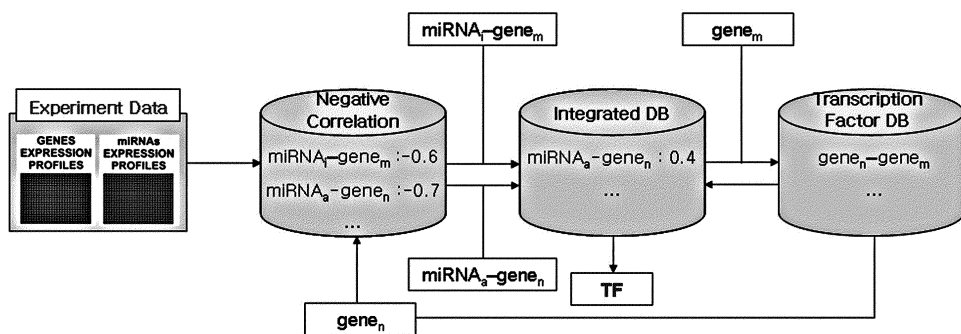 miRNAᵢ-geneₘ
geneₘ
Experiment Data
GENES
EXPRESSION
PROFILES
miRNAs
EXPRESSION
PROFILES
Negative
Correlation
miRNAᵢ-geneₘ:-0.6
miRNAₐ-geneₙ:-0.7
...
Integrated DB
miRNAₐ-geneₙ: 0.4
...
Transcription
Factor DB
geneₙ-geneₘ
...
miRNAₐ-geneₙ
TF
geneₙ